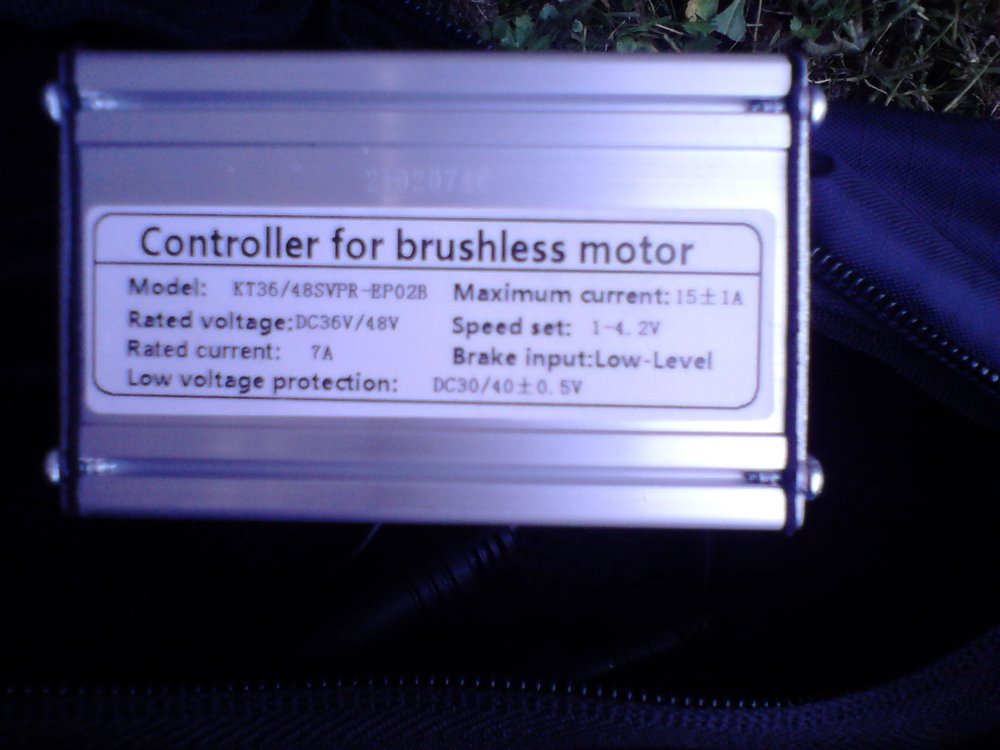 Controller for brushless motor
Model: KT36/48SVPR-EP02B Maximum current: 15±1A
Rated voltage:DC36V/48V Speed set: 1-4.2V
Rated current: 7A Brake input:Low-Level
Low voltage protection: DC30/40±0.5V